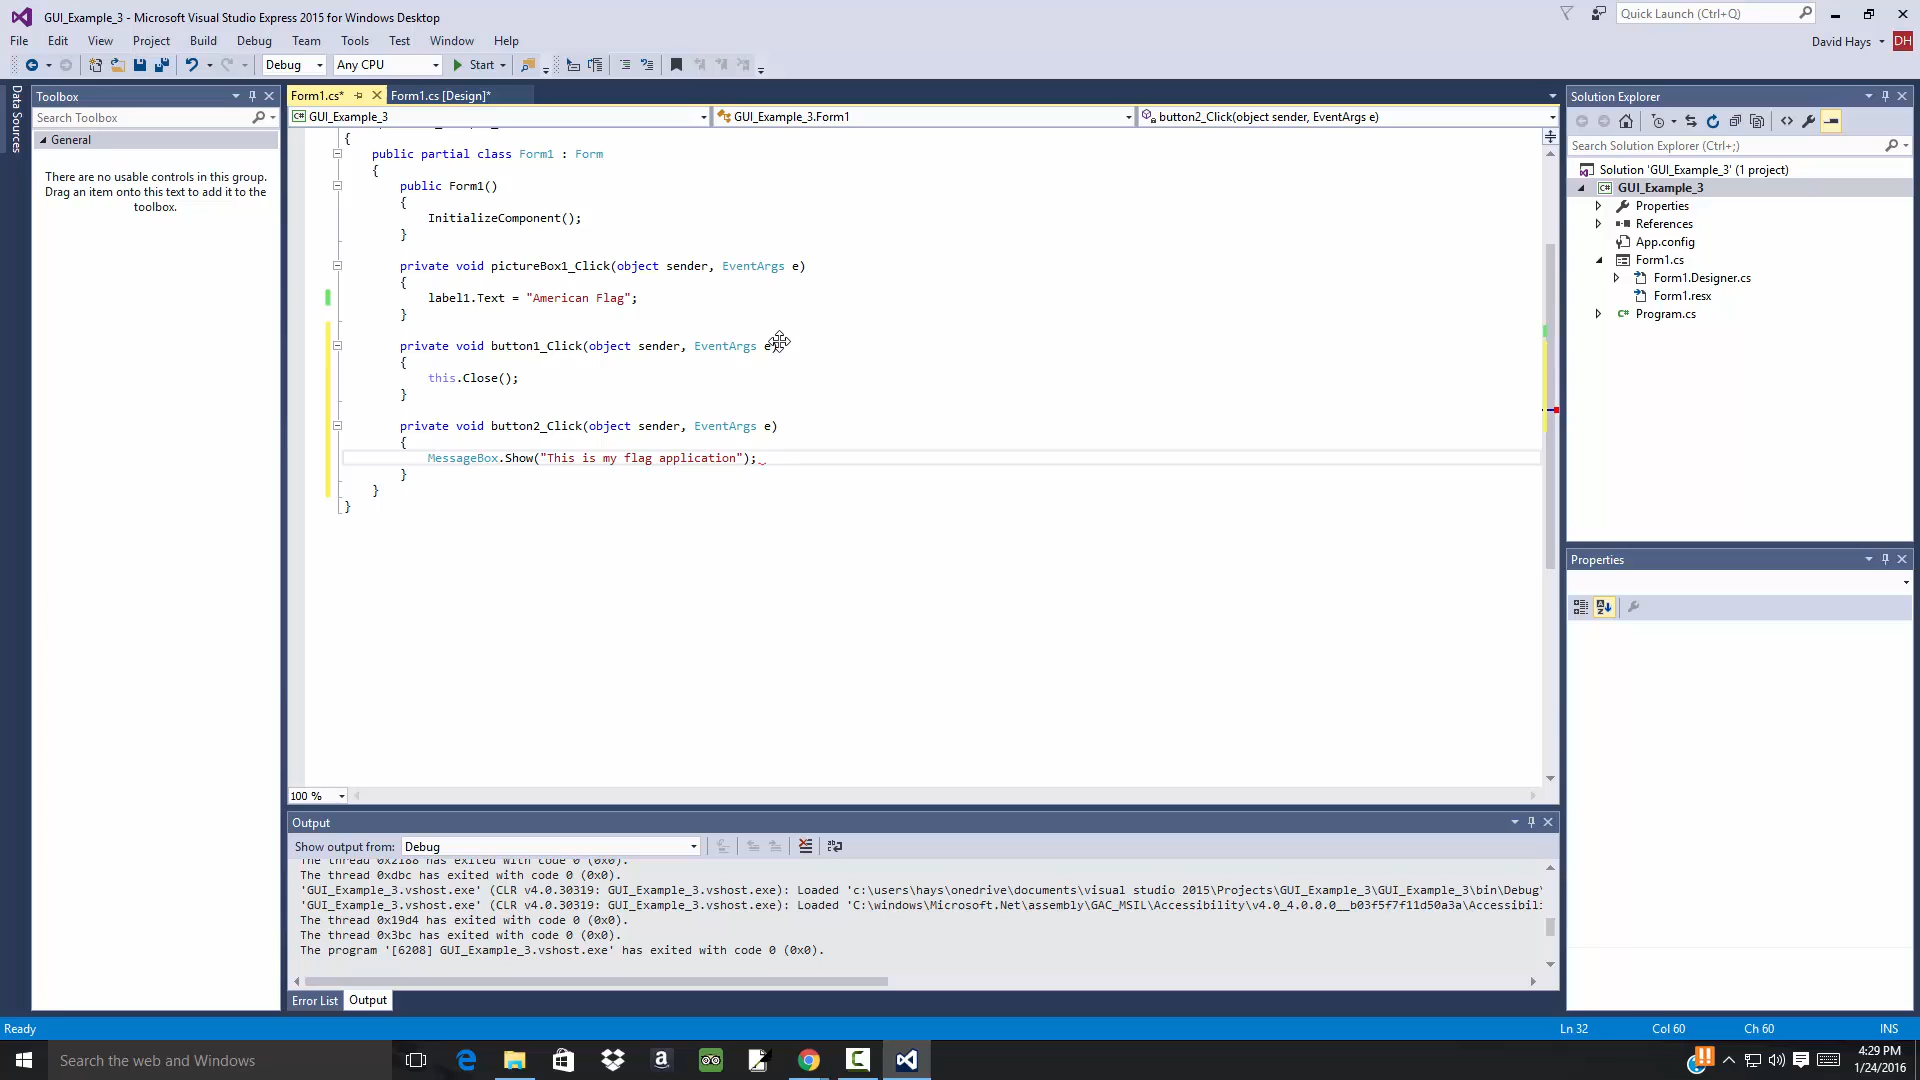 GUI_Example_3 - Microsoft Visual Studio Express 2015 for Windows Desktop
Quick Launch (Ctrl+Q)
File Edit View Project Build Debug Team Tools Test Window Help
David Hays DH
Debug Any CPU Start
Data Sources
Toolbox
Search Toolbox
General
There are no usable controls in this group.
Drag an item onto this text to add it to the
toolbox.
Form1.cs* Form1.cs [Design]*
C# GUI_Example_3 GUI_Example_3.Form1 button2_Click(object sender, EventArgs e)
{
public partial class Form1 : Form
{
public Form1()
{
InitializeComponent();
}
private void pictureBox1_Click(object sender, EventArgs e)
{
label1.Text = "American Flag";
}
private void button1_Click(object sender, EventArgs e)
{
this.Close();
}
private void button2_Click(object sender, EventArgs e)
{
MessageBox.Show("This is my flag application");
}
}
}
100 %
Output
Show output from: Debug
The thread 0x2188 has exited with code 0 (0x0).
The thread 0xdbc has exited with code 0 (0x0).
'GUI_Example_3.vshost.exe' (CLR v4.0.30319: GUI_Example_3.vshost.exe): Loaded 'c:\users\hays\onedrive\documents\visual studio 2015\Projects\GUI_Example_3\GUI_Example_3\bin\Debug\
'GUI_Example_3.vshost.exe' (CLR v4.0.30319: GUI_Example_3.vshost.exe): Loaded 'C:\windows\Microsoft.Net\assembly\GAC_MSIL\Accessibility\v4.0_4.0.0.0__b03f5f7f11d50a3a\Accessibili
The thread 0x19d4 has exited with code 0 (0x0).
The thread 0x3bc has exited with code 0 (0x0).
The program '[6208] GUI_Example_3.vshost.exe' has exited with code 0 (0x0).
Error List Output
Solution Explorer
Search Solution Explorer (Ctrl+;)
Solution 'GUI_Example_3' (1 project)
C# GUI_Example_3
Properties
References
App.config
Form1.cs
Form1.Designer.cs
Form1.resx
C# Program.cs
Properties
Ready Ln 32 Col 60 Ch 60 INS
Search the web and Windows
4:29 PM
1/24/2016